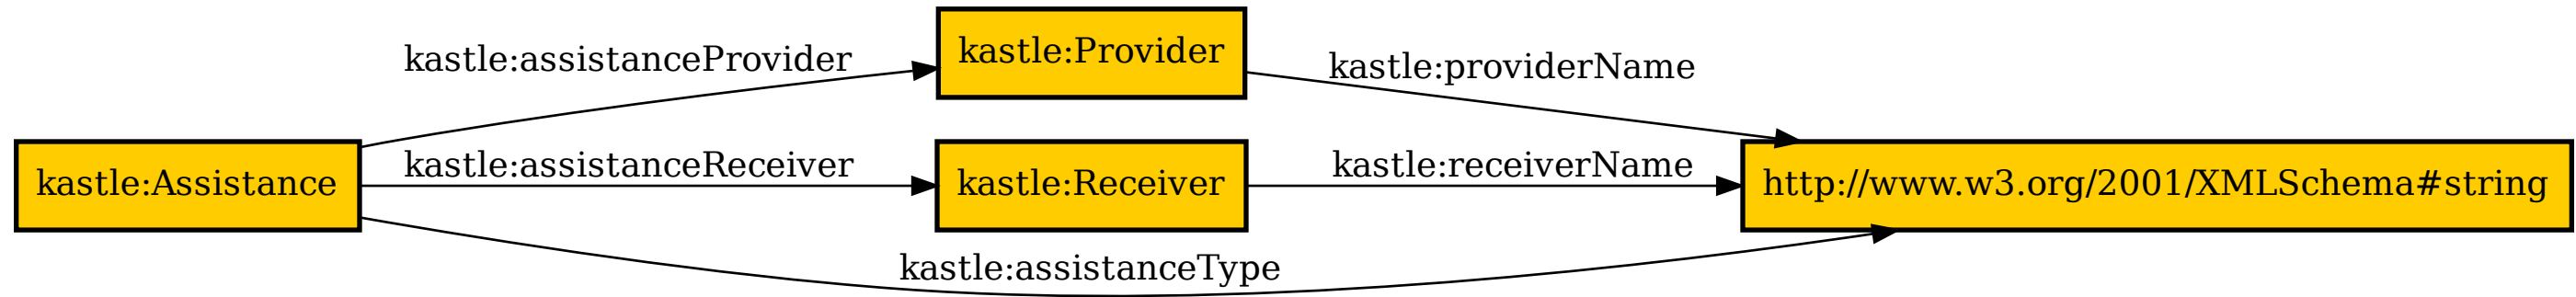 kastle:assistanceProvider
kastle:Provider
kastle:providerName
kastle:Assistance
kastle:assistanceReceiver
kastle:Receiver
kastle:receiverName
http://www.w3.org/2001/XMLSchema#string
kastle:assistanceType